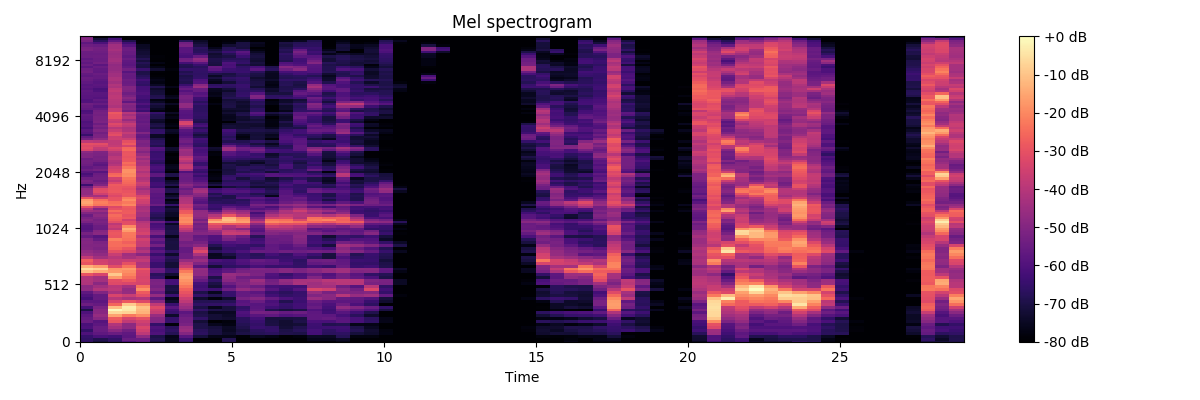 Mel spectrogram
8192
4096
2048
1024
512
0
Hz
0 5 10 15 20 25
Time
+0 dB
-10 dB
-20 dB
-30 dB
-40 dB
-50 dB
-60 dB
-70 dB
-80 dB